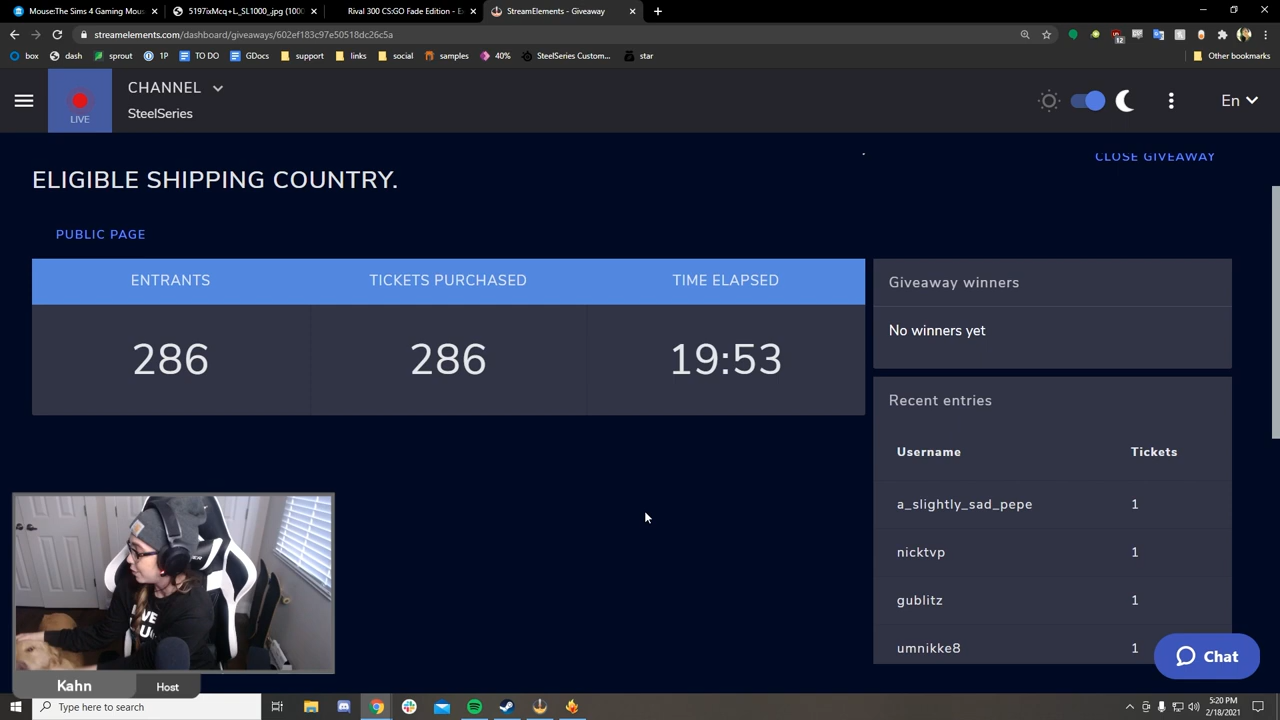 Mouse:The Sims 4 Gaming Mous
5197ixMcq+L_SL1000_.jpg (1000
Rival 300 CS:GO Fade Edition - E
StreamElements - Giveaway
streamelements.com/dashboard/giveaways/602ef183c97e50518dc26c5a
box dash sprout 1P TO DO GDocs support links social samples 40% SteelSeries Custom... star Other bookmarks
12
CHANNEL
SteelSeries
LIVE
En
CLOSE GIVEAWAY
ELIGIBLE SHIPPING COUNTRY.
PUBLIC PAGE
ENTRANTS TICKETS PURCHASED TIME ELAPSED
286 286 19:53
Giveaway winners
No winners yet
Recent entries
Username Tickets
a_slightly_sad_pepe 1
nicktvp 1
gublitz 1
umnikke8 1
Chat
Kahn Host
Type here to search
5:20 PM
2/18/2021